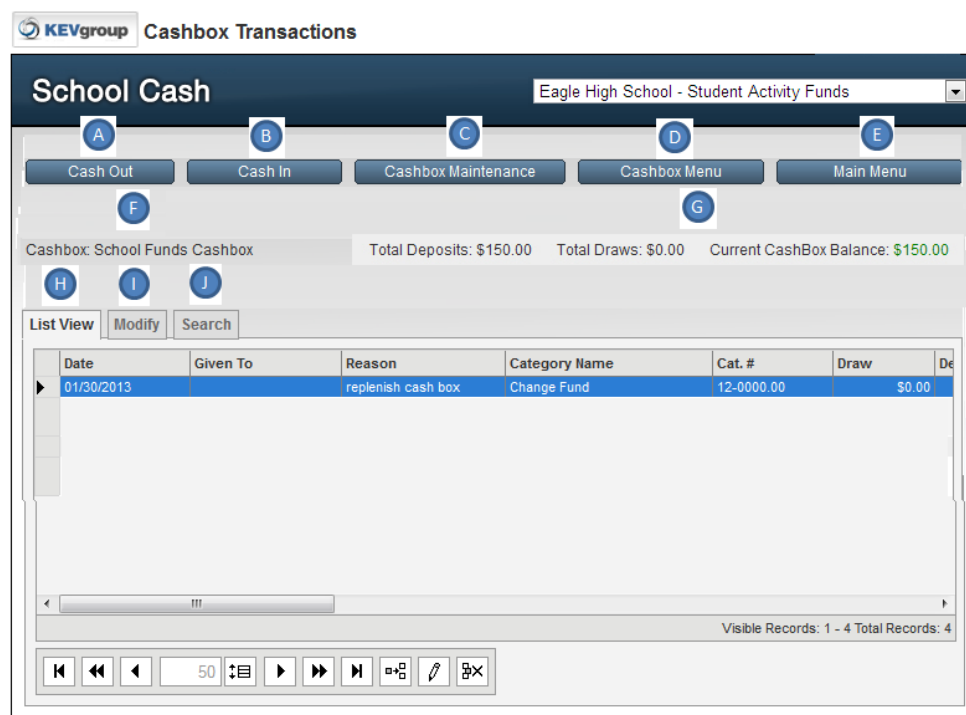 KEVgroup Cashbox Transactions
School Cash Eagle High School - Student Activity Funds
A B C D E
Cash Out Cash In Cashbox Maintenance Cashbox Menu Main Menu
F G
Cashbox: School Funds Cashbox Total Deposits: $150.00 Total Draws: $0.00 Current CashBox Balance: $150.00
H I J
List View Modify Search
Date Given To Reason Category Name Cat. # Draw De
01/30/2013 replenish cash box Change Fund 12-0000.00 $0.00
Visible Records: 1 - 4 Total Records: 4
50